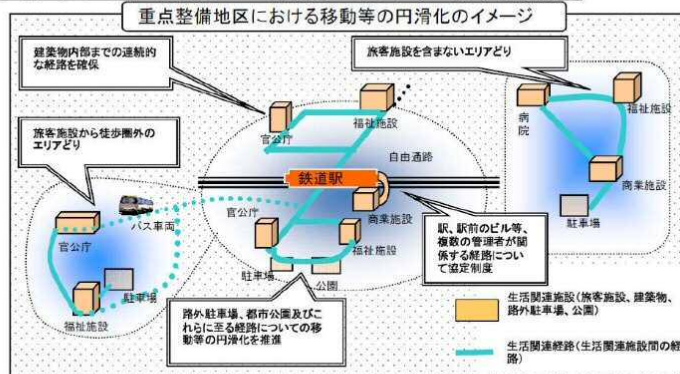 重点整備地区における移動等の円滑化のイメージ
建築物内部までの連続的
な経路を確保
旅客施設を含まないエリアどり
旅客施設から徒歩圏外の
エリアどり
官公庁
福祉施設
自由通路
鉄道駅
官公庁
商業施設
福祉施設
駐車場
公園
バス車両
官公庁
駐車場
福祉施設
病
院
福祉施設
商業施設
駐車場
駅、駅前のビル等、
複数の管理者が関
係する経路につい
て協定制度
路外駐車場、都市公園及びこ
れらに至る経路についての移
動等の円滑化を推進
生活関連施設(旅客施設、建築物、
路外駐車場、公園)
生活関連経路(生活関連施設間の経
路)